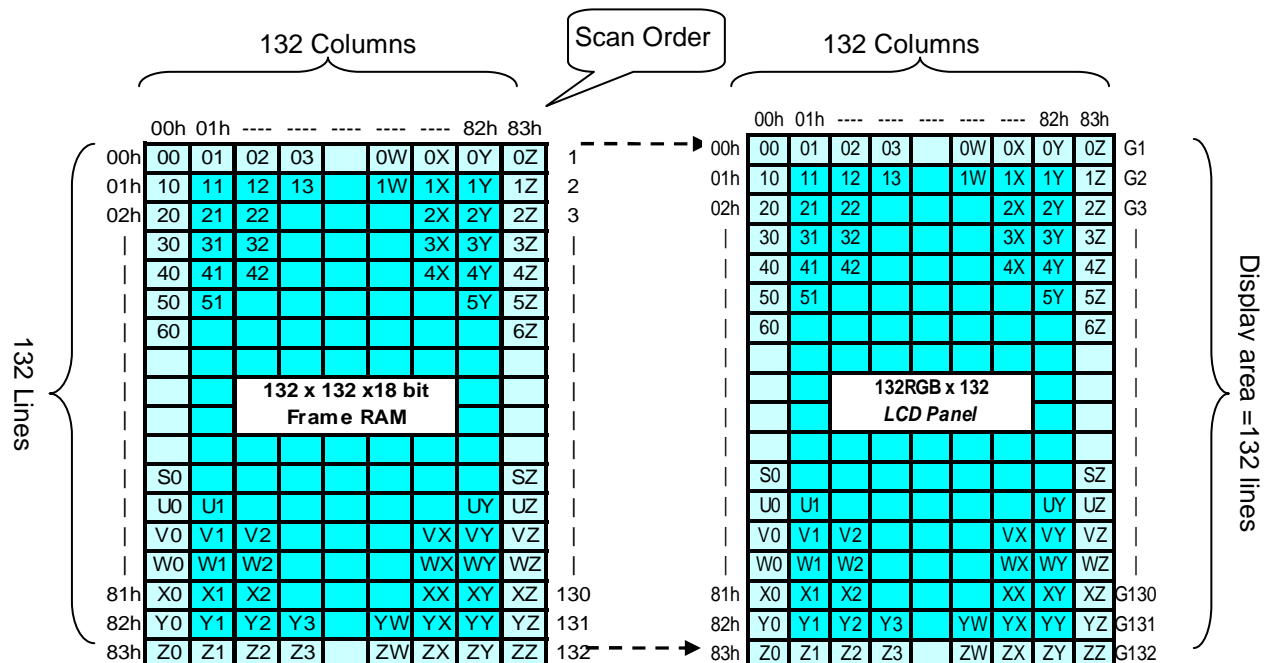 132 Columns
Scan Order
132 Columns
00h 01h ---- ---- ---- ---- ---- 82h 83h
00h 01h ---- ---- ---- ---- ---- 82h 83h
00h 00 01 02 03 0W 0X 0Y 0Z 1
00h 00 01 02 03 0W 0X 0Y 0Z G1
01h 10 11 12 13 1W 1X 1Y 1Z 2
01h 10 11 12 13 1W 1X 1Y 1Z G2
02h 20 21 22 2X 2Y 2Z 3
02h 20 21 22 2X 2Y 2Z G3
30 31 32 3X 3Y 3Z
30 31 32 3X 3Y 3Z
40 41 42 4X 4Y 4Z
40 41 42 4X 4Y 4Z
50 51 5Y 5Z
50 51 5Y 5Z
60 6Z
60 6Z
132 Lines
132 x 132 x18 bit
Frame RAM
132RGB x 132
LCD Panel
Display area =132 lines
S0 SZ
S0 SZ
U0 U1 UY UZ
U0 U1 UY UZ
V0 V1 V2 VX VY VZ
V0 V1 V2 VX VY VZ
W0 W1 W2 WX WY WZ
W0 W1 W2 WX WY WZ
81h X0 X1 X2 XX XY XZ 130
81h X0 X1 X2 XX XY XZ G130
82h Y0 Y1 Y2 Y3 YW YX YY YZ 131
82h Y0 Y1 Y2 Y3 YW YX YY YZ G131
83h Z0 Z1 Z2 Z3 ZW ZX ZY ZZ 132
83h Z0 Z1 Z2 Z3 ZW ZX ZY ZZ G132